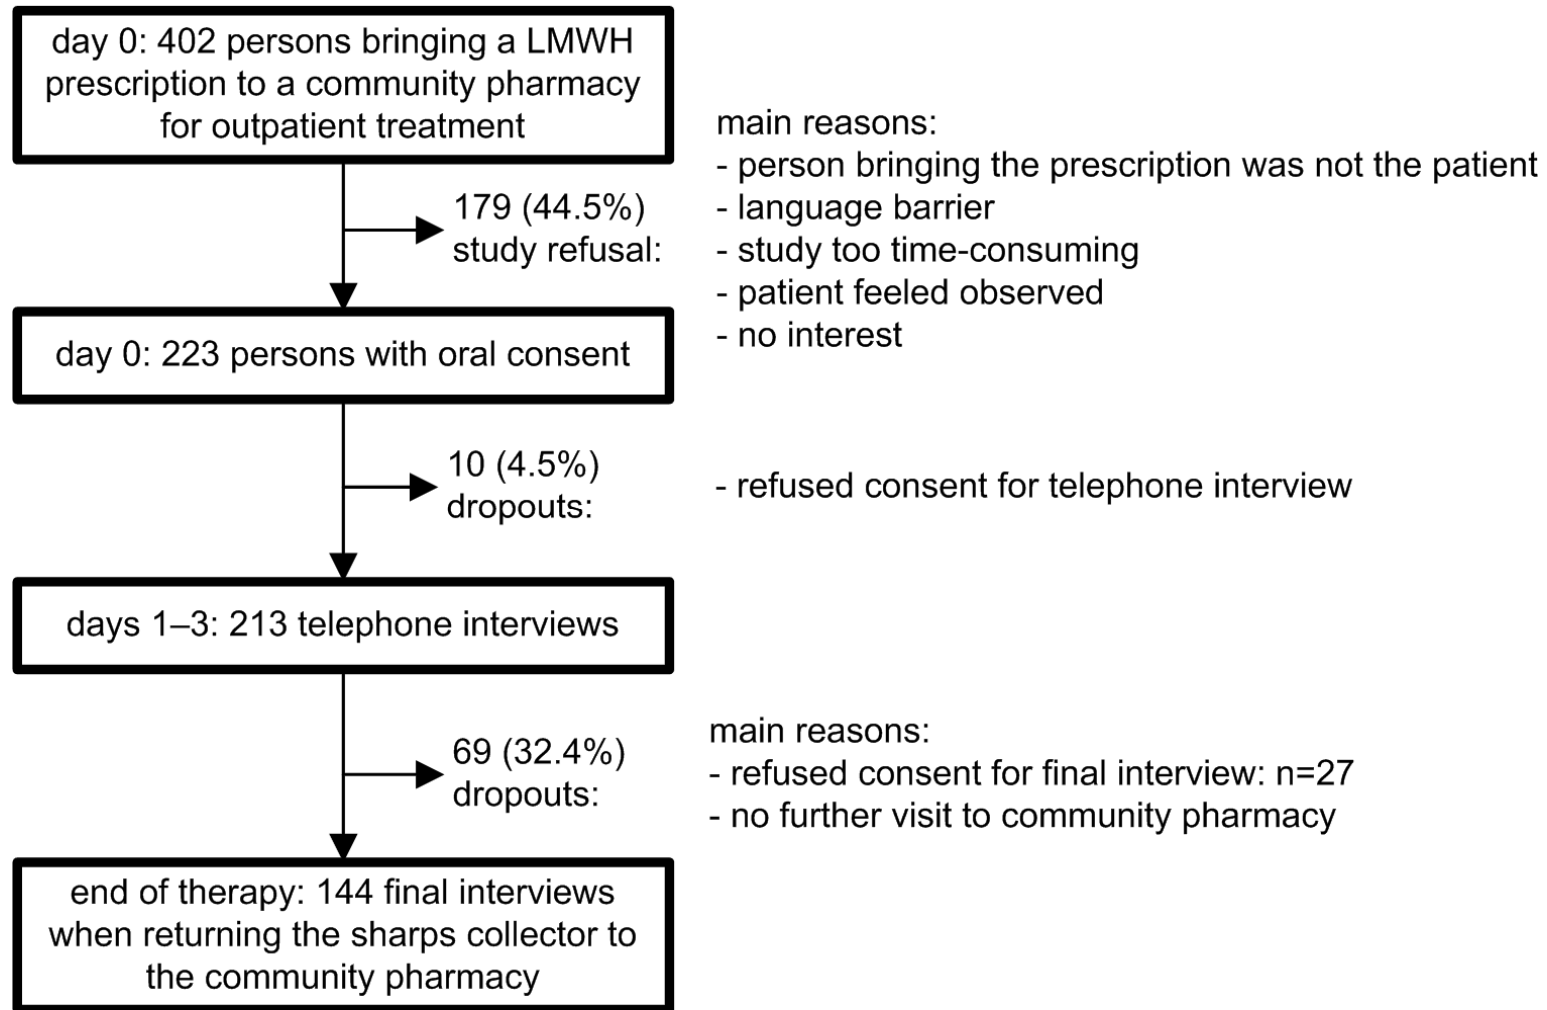 day 0: 402 persons bringing a LMWH
prescription to a community pharmacy
for outpatient treatment
179 (44.5%)
study refusal:
main reasons:
- person bringing the prescription was not the patient
- language barrier
- study too time-consuming
- patient feeled observed
- no interest
day 0: 223 persons with oral consent
10 (4.5%)
dropouts:
- refused consent for telephone interview
days 1–3: 213 telephone interviews
69 (32.4%)
dropouts:
main reasons:
- refused consent for final interview: n=27
- no further visit to community pharmacy
end of therapy: 144 final interviews
when returning the sharps collector to
the community pharmacy